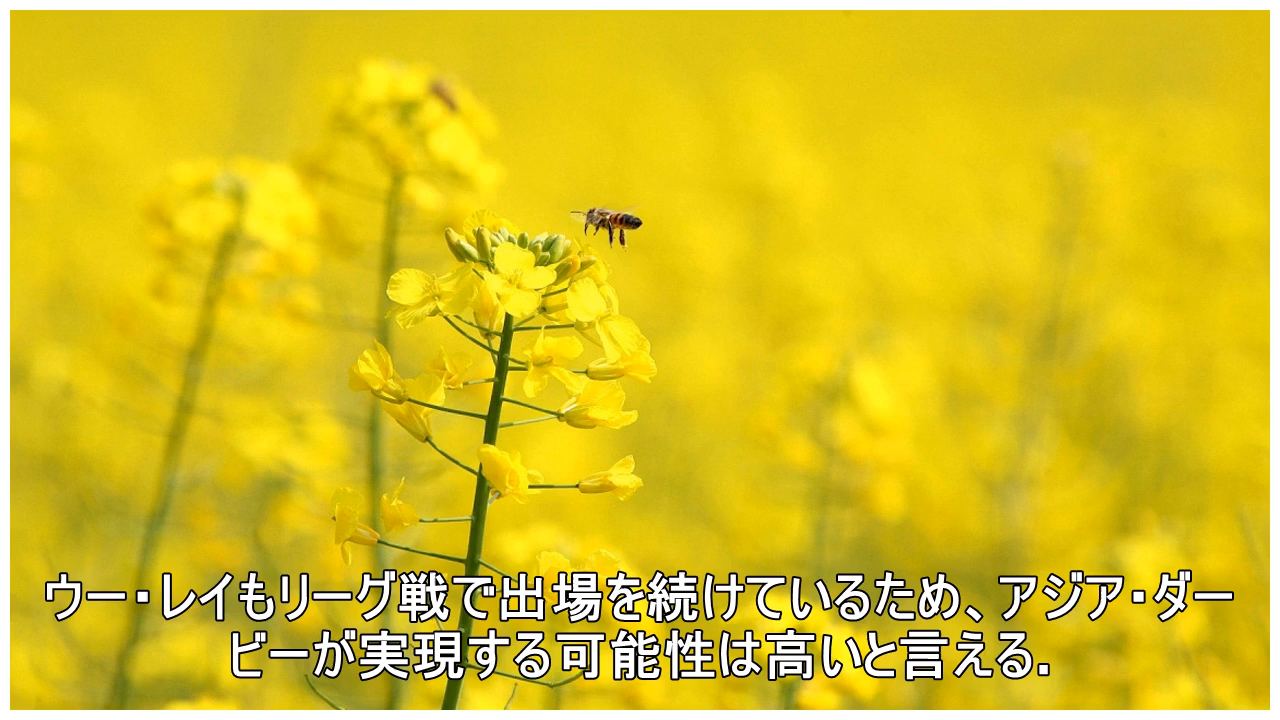 ウー・レイもリーグ戦で出場を続けているため、アジア・ダー
ビーが実現する可能性は高いと言える.